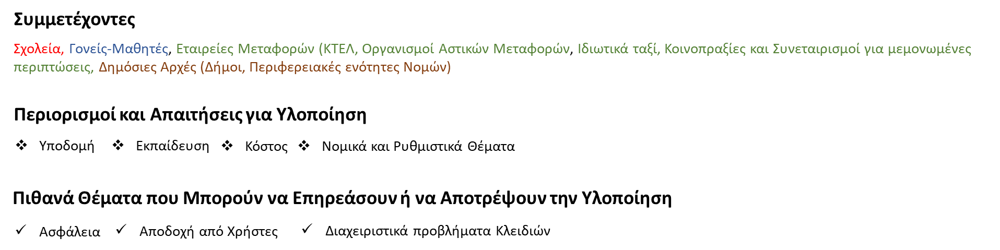 Συμμετέχοντες
Σχολεία, Γονείς-Μαθητές, Εταιρείες Μεταφορών (ΚΤΕΛ, Οργανισμοί Αστικών Μεταφορών, Ιδιωτικά ταξί, Κοινοπραξίες και Συνεταιρισμοί για μεμονωμένες
περιπτώσεις, Δημόσιες Αρχές (Δήμοι, Περιφερειακές ενότητες Νομών)
Περιορισμοί και Απαιτήσεις για Υλοποίηση
❖ Υποδομή ❖ Εκπαίδευση ❖ Κόστος ❖ Νομικά και Ρυθμιστικά Θέματα
Πιθανά Θέματα που Μπορούν να Επηρεάσουν ή να Αποτρέψουν την Υλοποίηση
✓ Ασφάλεια ✓ Αποδοχή από Χρήστες ✓ Διαχειριστικά προβλήματα Κλειδιών